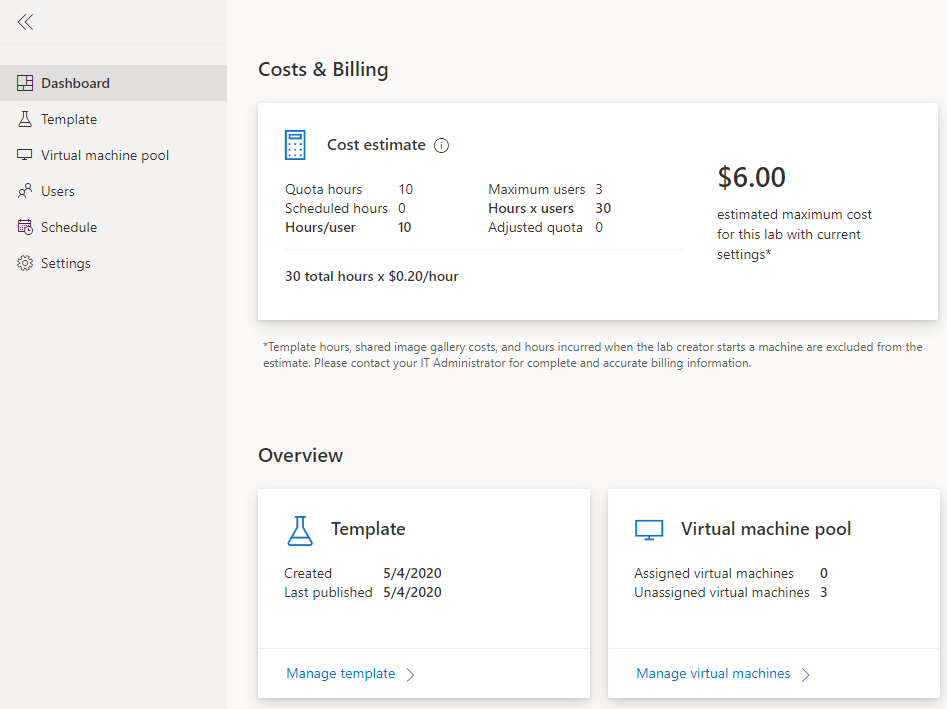 Dashboard
Template
Virtual machine pool
Users
Schedule
Settings
Costs & Billing
Cost estimate
Quota hours 10
Scheduled hours 0
Hours/user 10
Maximum users 3
Hours x users 30
Adjusted quota 0
30 total hours x $0.20/hour
$6.00
estimated maximum cost
for this lab with current
settings*
*Template hours, shared image gallery costs, and hours incurred when the lab creator starts a machine are excluded from the
estimate. Please contact your IT Administrator for complete and accurate billing information.
Overview
Template
Created 5/4/2020
Last published 5/4/2020
Manage template
Virtual machine pool
Assigned virtual machines 0
Unassigned virtual machines 3
Manage virtual machines